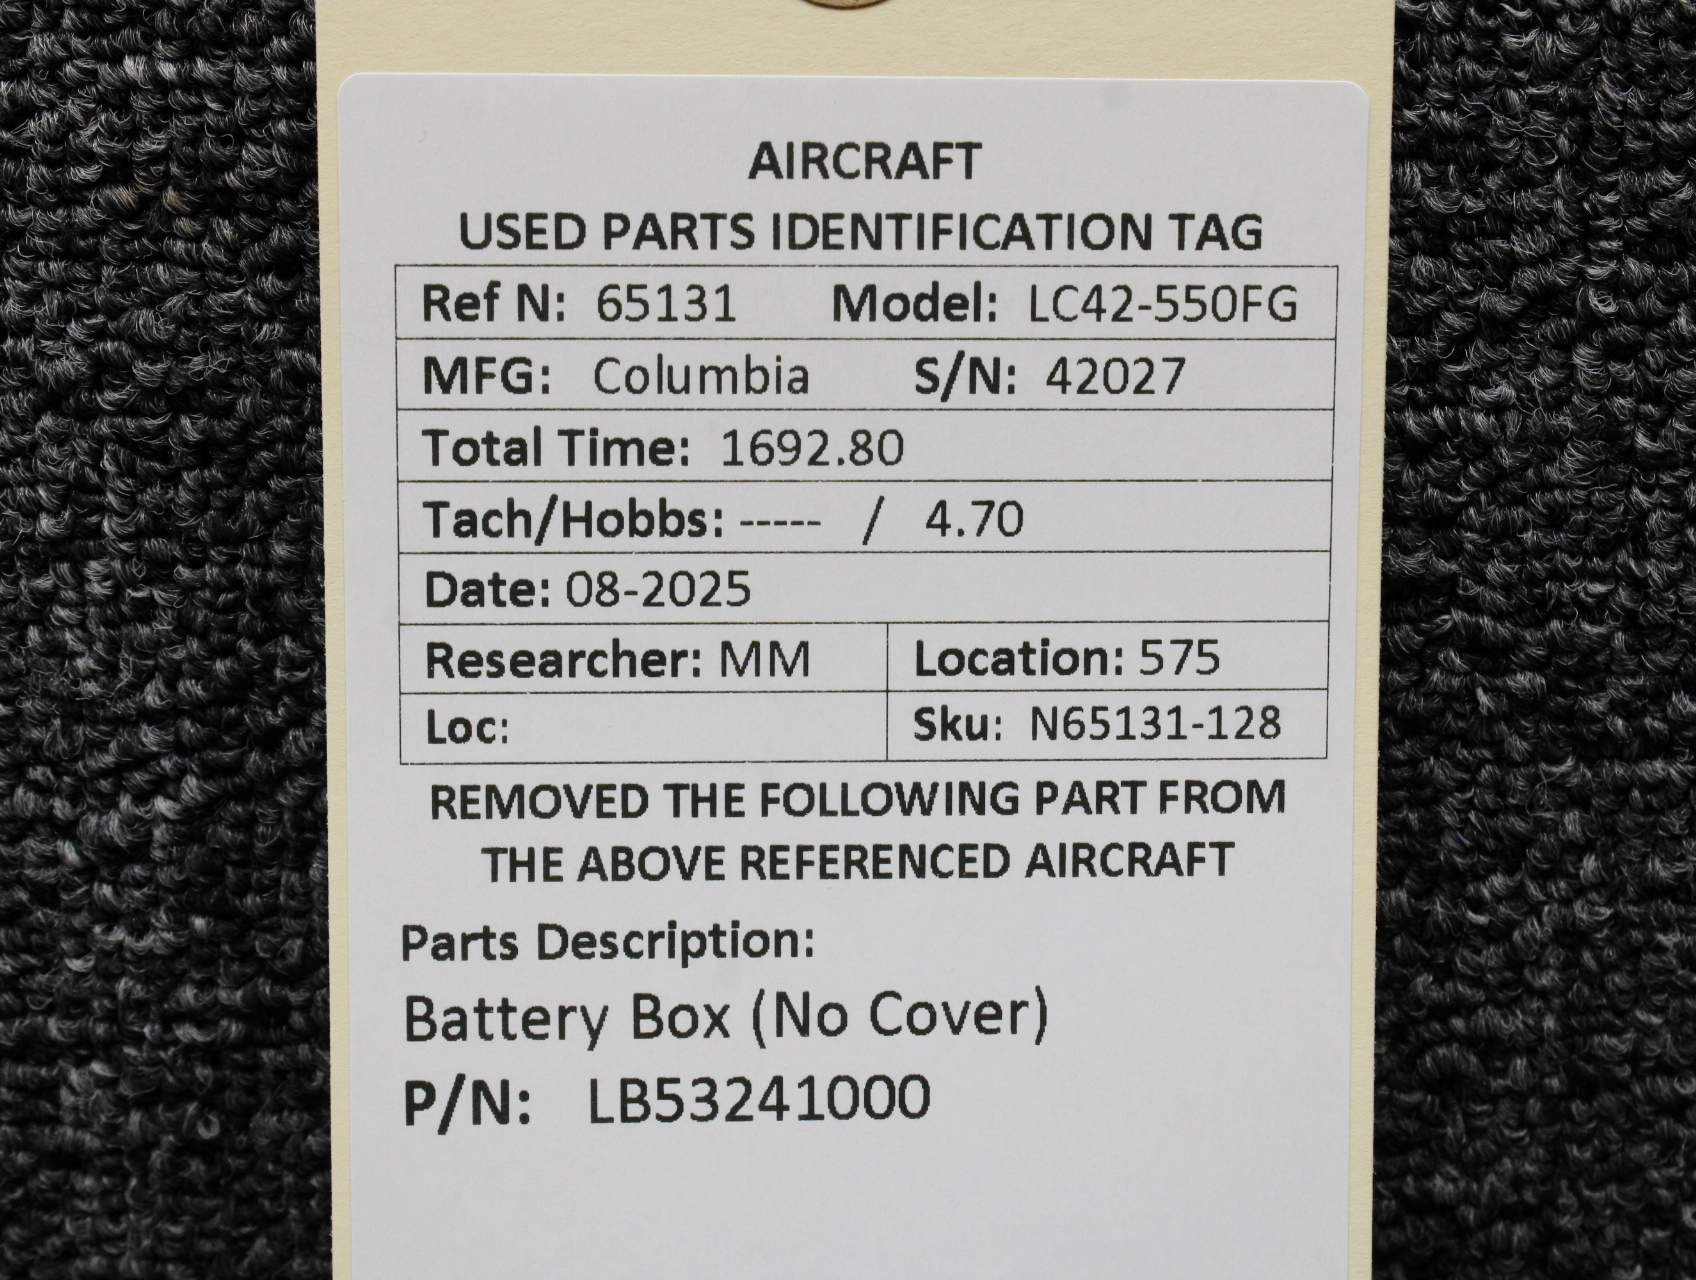 AIRCRAFT
USED PARTS IDENTIFICATION TAG
Ref N: 65131 Model: LC42-550FG
MFG: Columbia S/N: 42027
Total Time: 1692.80
Tach/Hobbs: ----- / 4.70
Date: 08-2025
Researcher: MM Location: 575
Loc: Sku: N65131-128
REMOVED THE FOLLOWING PART FROM
THE ABOVE REFERENCED AIRCRAFT
Parts Description:
Battery Box (No Cover)
P/N: LB53241000